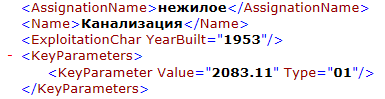 <AssignationName>нежилое</AssignationName>
<Name>Канализация</Name>
<ExploitationChar YearBuilt="1953"/>
- <KeyParameters>
<KeyParameter Value="2083.11" Type="01"/>
</KeyParameters>